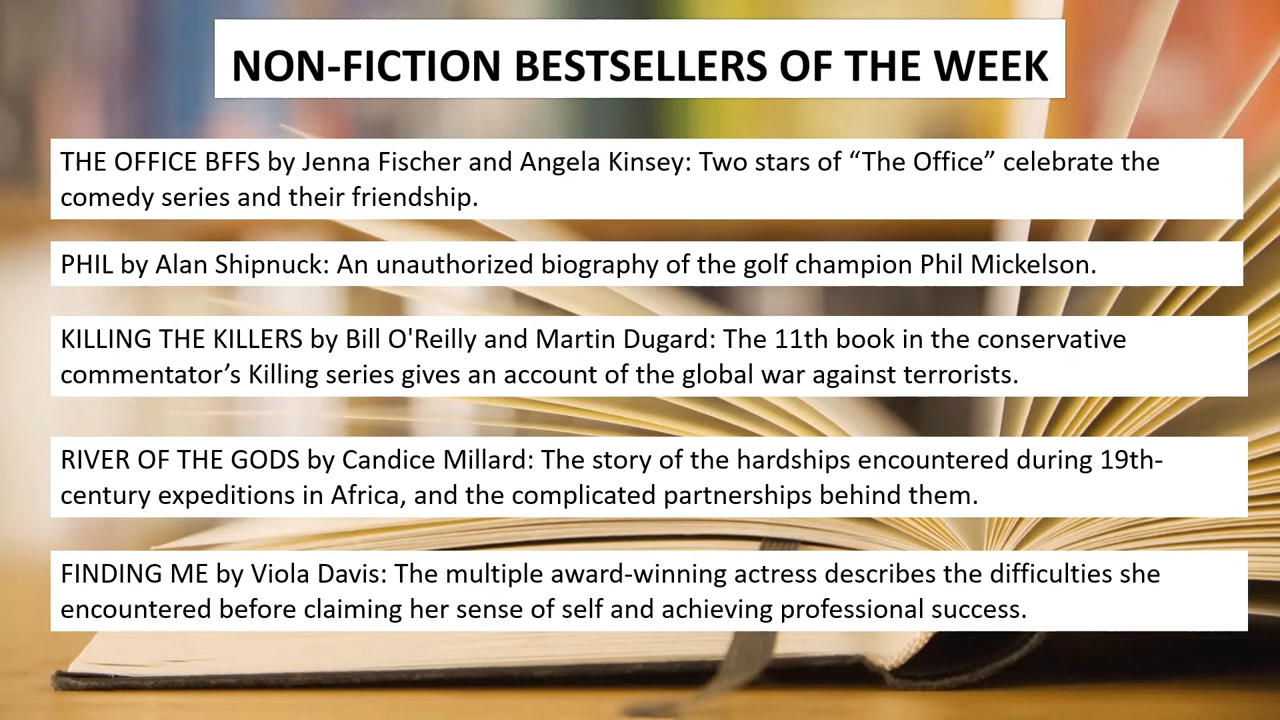 NON-FICTION BESTSELLERS OF THE WEEK
THE OFFICE BFFS by Jenna Fischer and Angela Kinsey: Two stars of “The Office” celebrate the
comedy series and their friendship.
PHIL by Alan Shipnuck: An unauthorized biography of the golf champion Phil Mickelson.
KILLING THE KILLERS by Bill O'Reilly and Martin Dugard: The 11th book in the conservative
commentator’s Killing series gives an account of the global war against terrorists.
RIVER OF THE GODS by Candice Millard: The story of the hardships encountered during 19th-
century expeditions in Africa, and the complicated partnerships behind them.
FINDING ME by Viola Davis: The multiple award-winning actress describes the difficulties she
encountered before claiming her sense of self and achieving professional success.